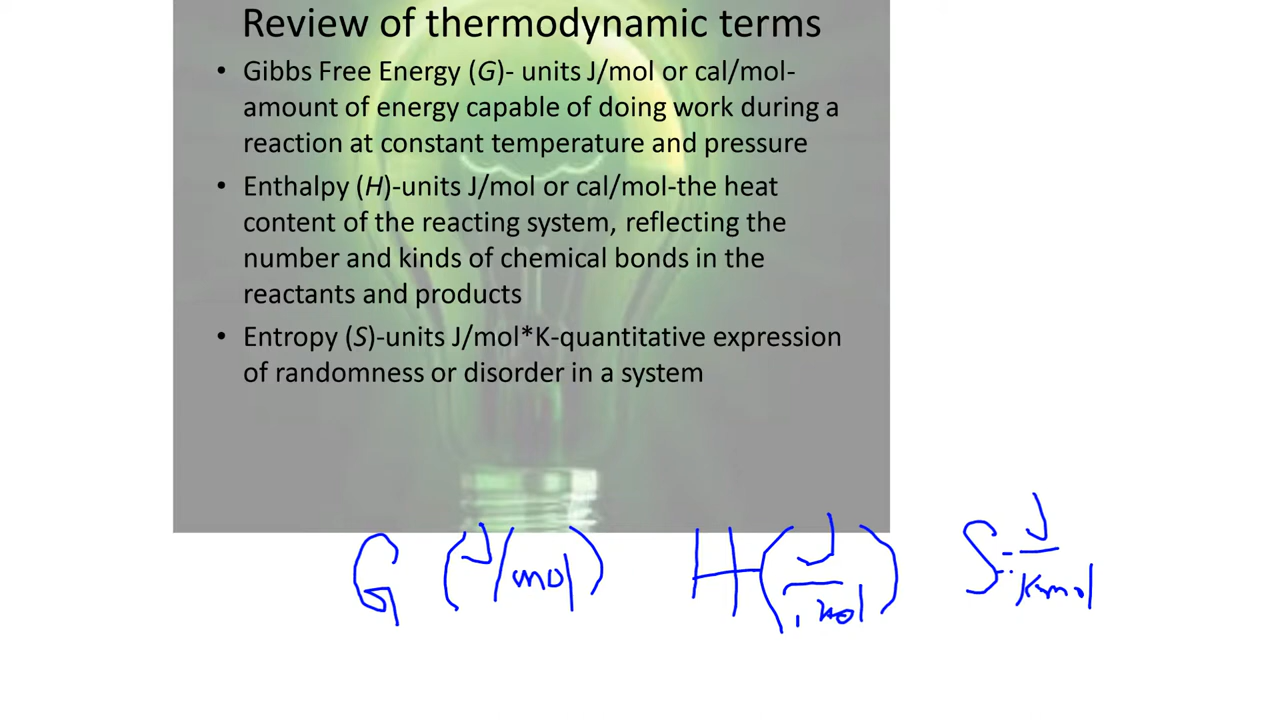 Review of thermodynamic terms
• Gibbs Free Energy (G)- units J/mol or cal/mol-
amount of energy capable of doing work during a
reaction at constant temperature and pressure
• Enthalpy (H)-units J/mol or cal/mol-the heat
content of the reacting system, reflecting the
number and kinds of chemical bonds in the
reactants and products
• Entropy (S)-units J/mol*K-quantitative expression
of randomness or disorder in a system
G (J/mol) H (J/mol) S = J/Kmol